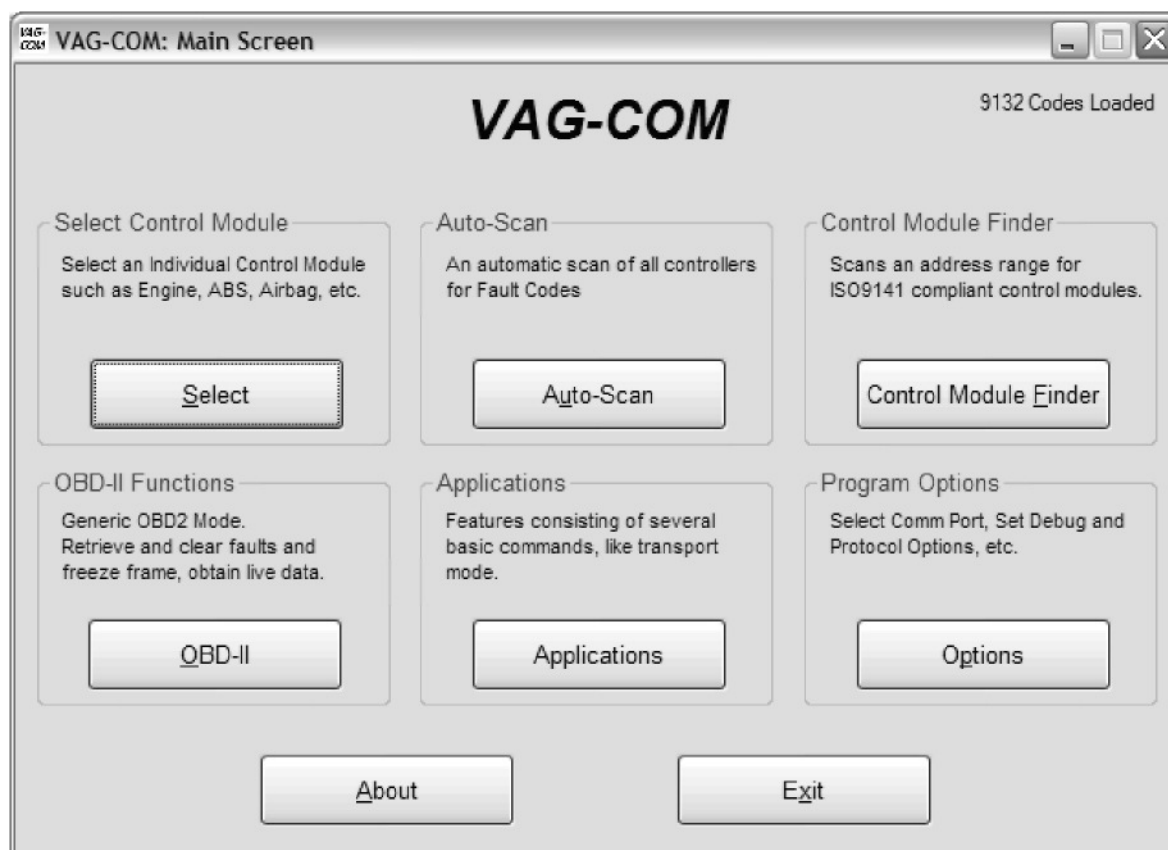 VAG-
COM
VAG-COM: Main Screen
VAG-COM
9132 Codes Loaded
Select Control Module
Select an Individual Control Module
such as Engine, ABS, Airbag, etc.
Select
Auto-Scan
An automatic scan of all controllers
for Fault Codes
Auto-Scan
Control Module Finder
Scans an address range for
ISO9141 compliant control modules.
Control Module Finder
OBD-II Functions
Generic OBD2 Mode.
Retrieve and clear faults and
freeze frame, obtain live data.
OBD-II
Applications
Features consisting of several
basic commands, like transport
mode.
Applications
Program Options
Select Comm Port, Set Debug and
Protocol Options, etc.
Options
About
Exit